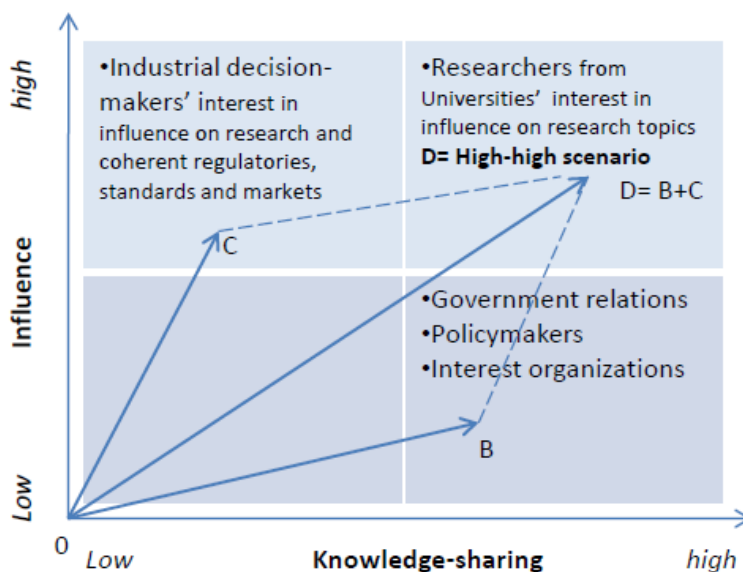 high
•Industrial decision-
makers’ interest in
influence on research and
coherent regulatories,
standards and markets
•Researchers from
Universities’ interest in
influence on research topics
D= High-high scenario
D= B+C
C
Influence
•Government relations
•Policymakers
•Interest organizations
B
Low
0
Low
Knowledge-sharing
high